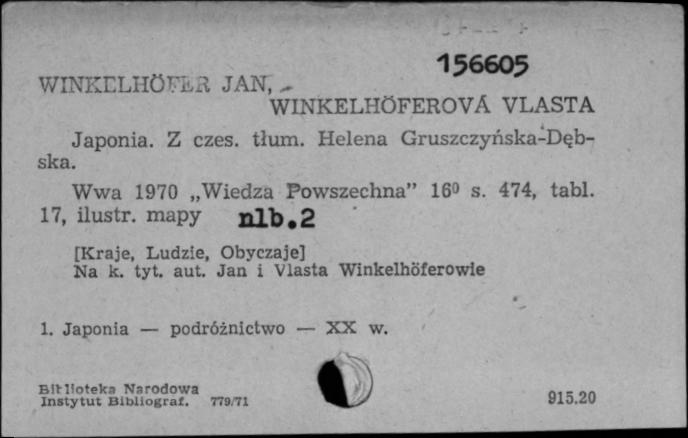 156605
WINKELHÖFER JAN,
WINKELHÖFEROVÁ VLASTA
Japonia. Z czes. tłum. Helena Gruszczyńska-Dęb-
ska.
Wwa 1970 „Wiedza Powszechna” 16⁰ s. 474, tabl.
17, ilustr. mapy nlb.2
[Kraje, Ludzie, Obyczaje]
Na k. tyt. aut. Jan i Vlasta Winkelhöferowie
1. Japonia — podróżnictwo — XX w.
Biblioteka Narodowa
Instytut Bibliograf. 779/71
915.20